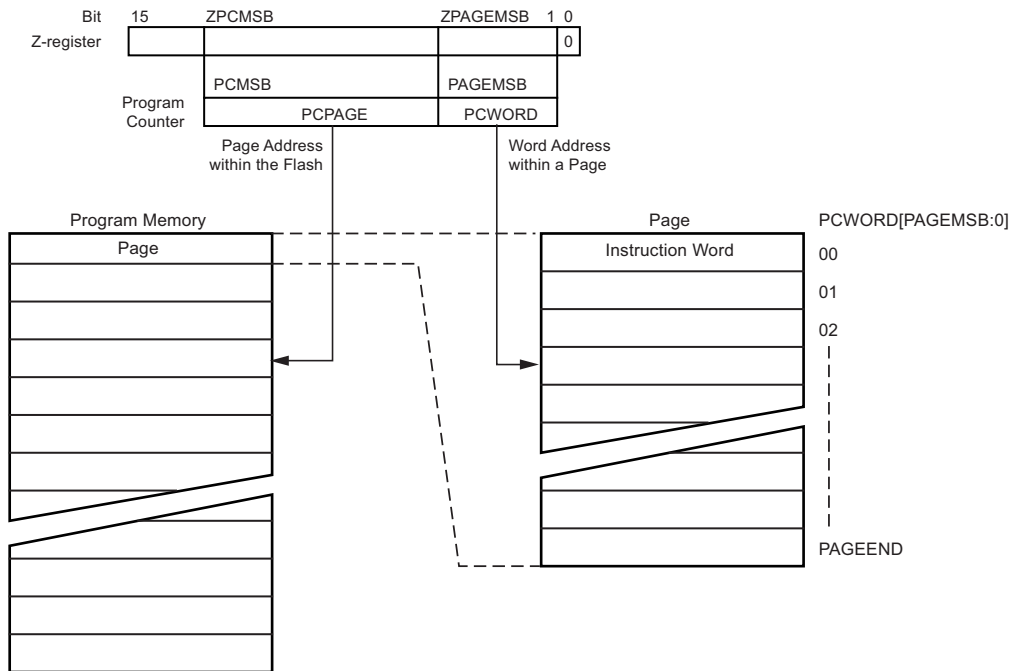 Bit 15 ZPCMSB ZPAGEMSB 1 0
Z-register 0
PCMSB PAGEMSB
Program
Counter
PCPAGE PCWORD
Page Address
within the Flash
Word Address
within a Page
Program Memory
Page
Page PCWORD[PAGEMSB:0]
Instruction Word 00
01
02
PAGEEND